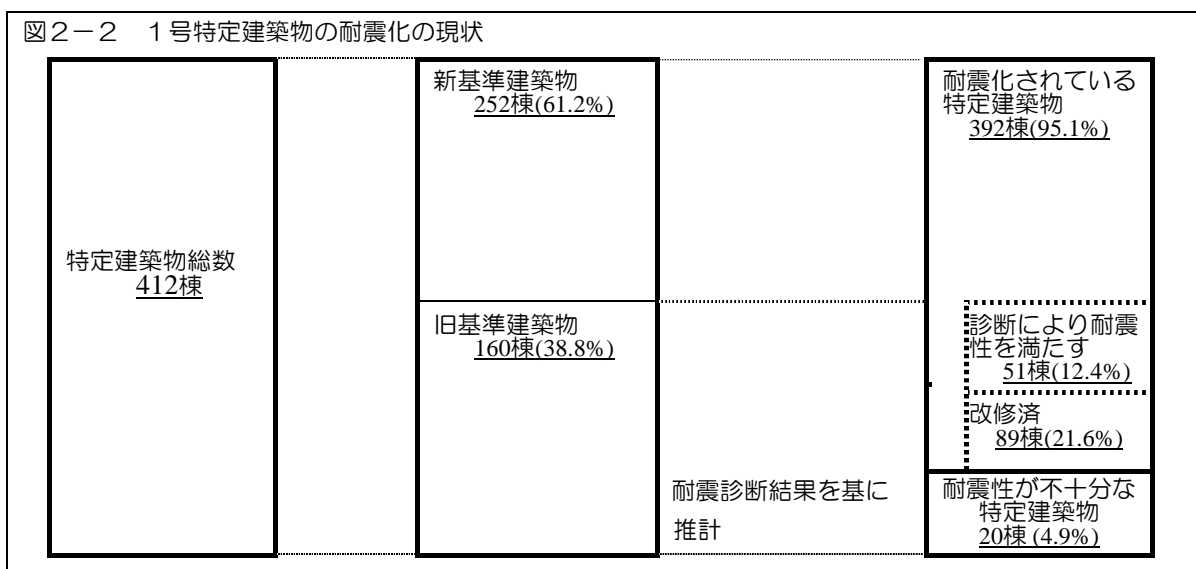 図２－２　１号特定建築物の耐震化の現状
特定建築物総数
412棟
新基準建築物
252棟(61.2%)
旧基準建築物
160棟(38.8%)
耐震診断結果を基に
推計
耐震化されている
特定建築物
392棟(95.1%)
診断により耐震
性を満たす
51棟(12.4%)
改修済
89棟(21.6%)
耐震性が不十分な
特定建築物
20棟 (4.9%)